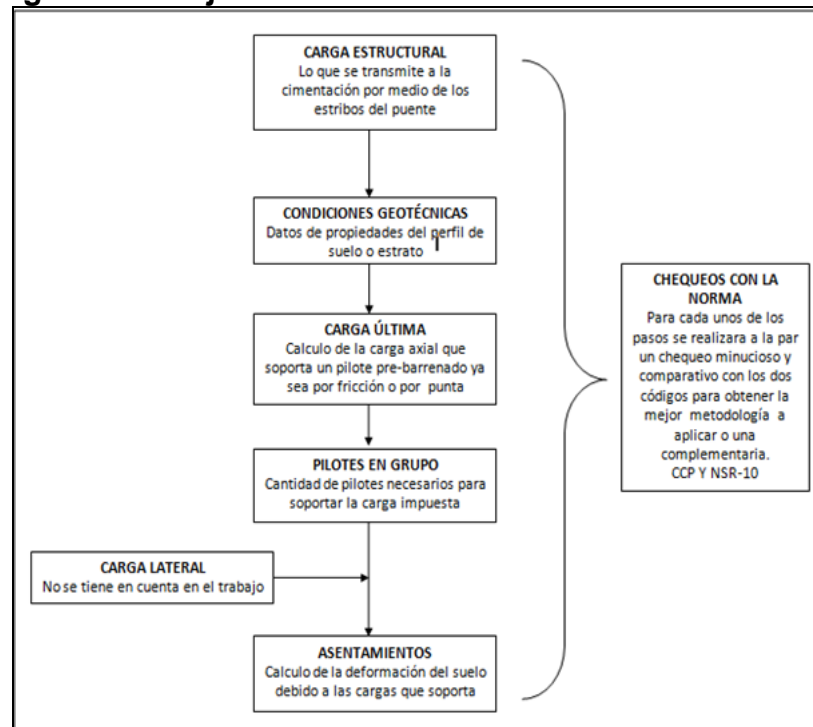 CARGA ESTRUCTURAL
Lo que se transmite a la
cimentación por medio de los
estribos del puente
CONDICIONES GEOTÉCNICAS
Datos de propiedades del perfil de
suelo o estrato
CARGA ÚLTIMA
Calculo de la carga axial que
soporta un pilote pre-barrenado ya
sea por fricción o por punta
PILOTES EN GRUPO
Cantidad de pilotes necesarios para
soportar la carga impuesta
CARGA LATERAL
No se tiene en cuenta en el trabajo
ASENTAMIENTOS
Calculo de la deformación del suelo
debido a las cargas que soporta
CHEQUEOS CON LA
NORMA
Para cada unos de los
pasos se realizara a la par
un chequeo minucioso y
comparativo con los dos
códigos para obtener la
mejor metodología a
aplicar o una
complementaria.
CCP Y NSR-10